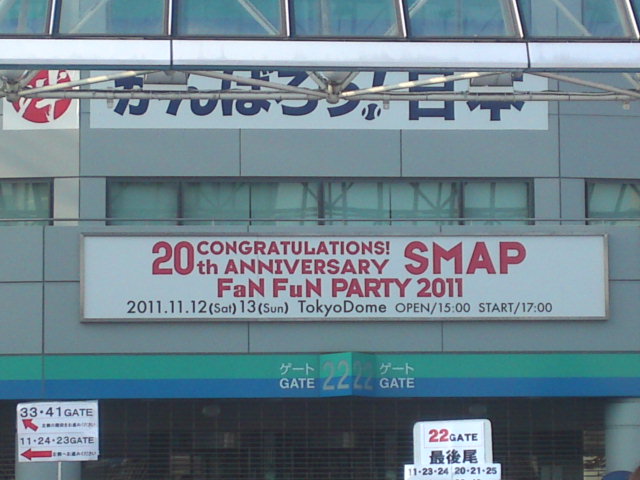 がんばろう!日本
20th CONGRATULATIONS! ANNIVERSARY SMAP
FaN FuN PARTY 2011
2011.11.12(Sat)13(Sun) TokyoDome OPEN/15:00 START/17:00
ゲート 22 22 ゲート
GATE GATE
33・41GATE
11・24・23GATE
22GATE
最後尾
11・23・24 20・21・25